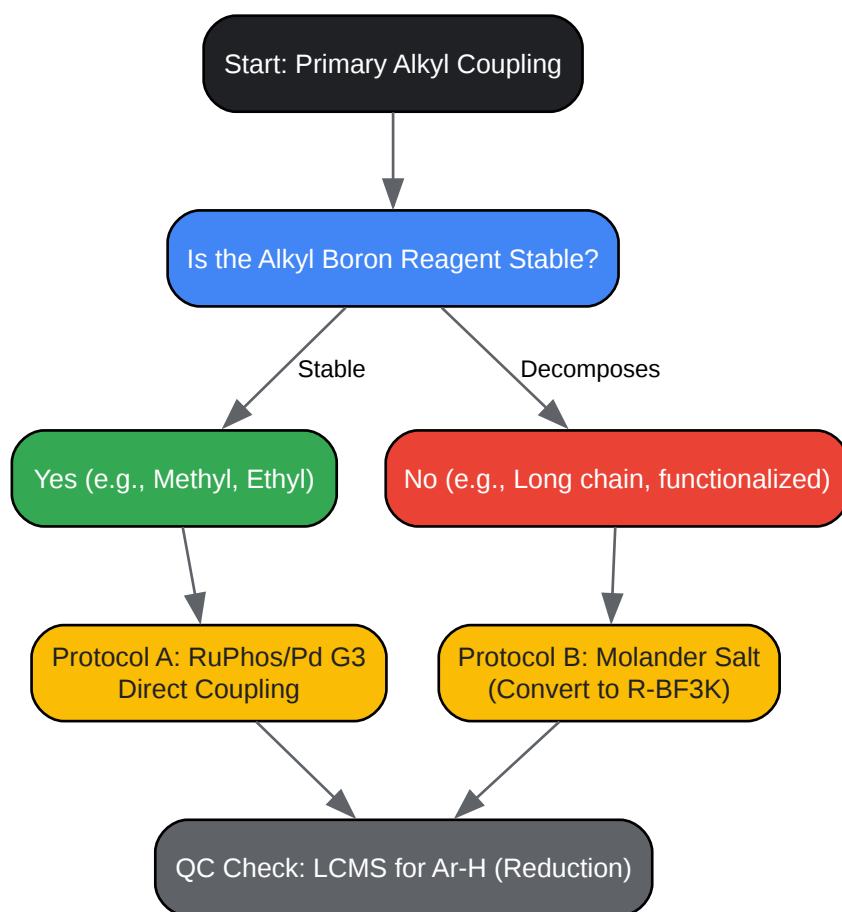 Start: Primary Alkyl Coupling
Is the Alkyl Boron Reagent Stable?
Stable
Decomposes
Yes (e.g., Methyl, Ethyl)
No (e.g., Long chain, functionalized)
Protocol A: RuPhos/Pd G3
Direct Coupling
Protocol B: Molander Salt
(Convert to R-BF3K)
QC Check: LCMS for Ar-H (Reduction)